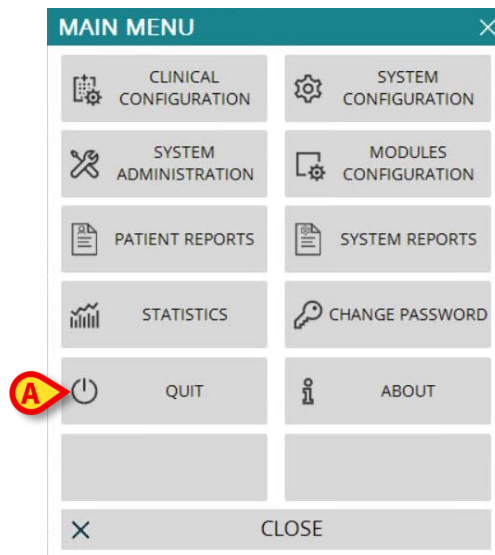 MAIN MENU
CLINICAL
CONFIGURATION
SYSTEM
CONFIGURATION
SYSTEM
ADMINISTRATION
MODULES
CONFIGURATION
PATIENT REPORTS
SYSTEM REPORTS
STATISTICS
CHANGE PASSWORD
A
QUIT
ABOUT
CLOSE